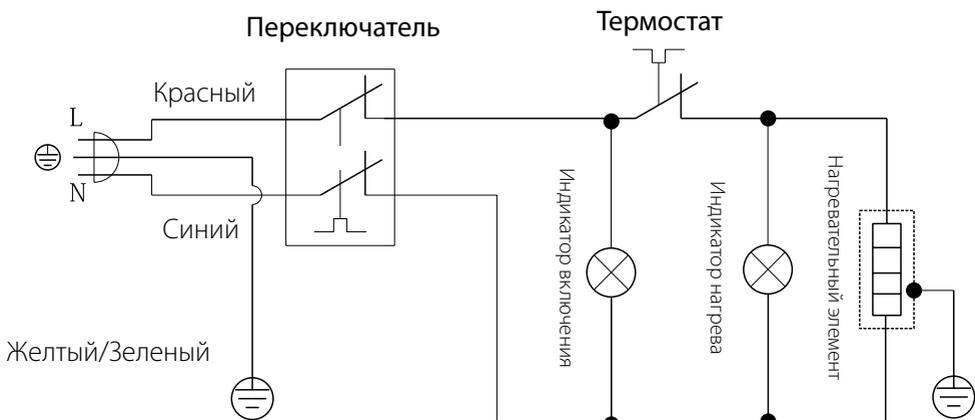 Переключатель
Термостат
Красный
L
N
Синий
Желтый/Зеленый
Индикатор включения
Индикатор нагрева
Нагревательный элемент